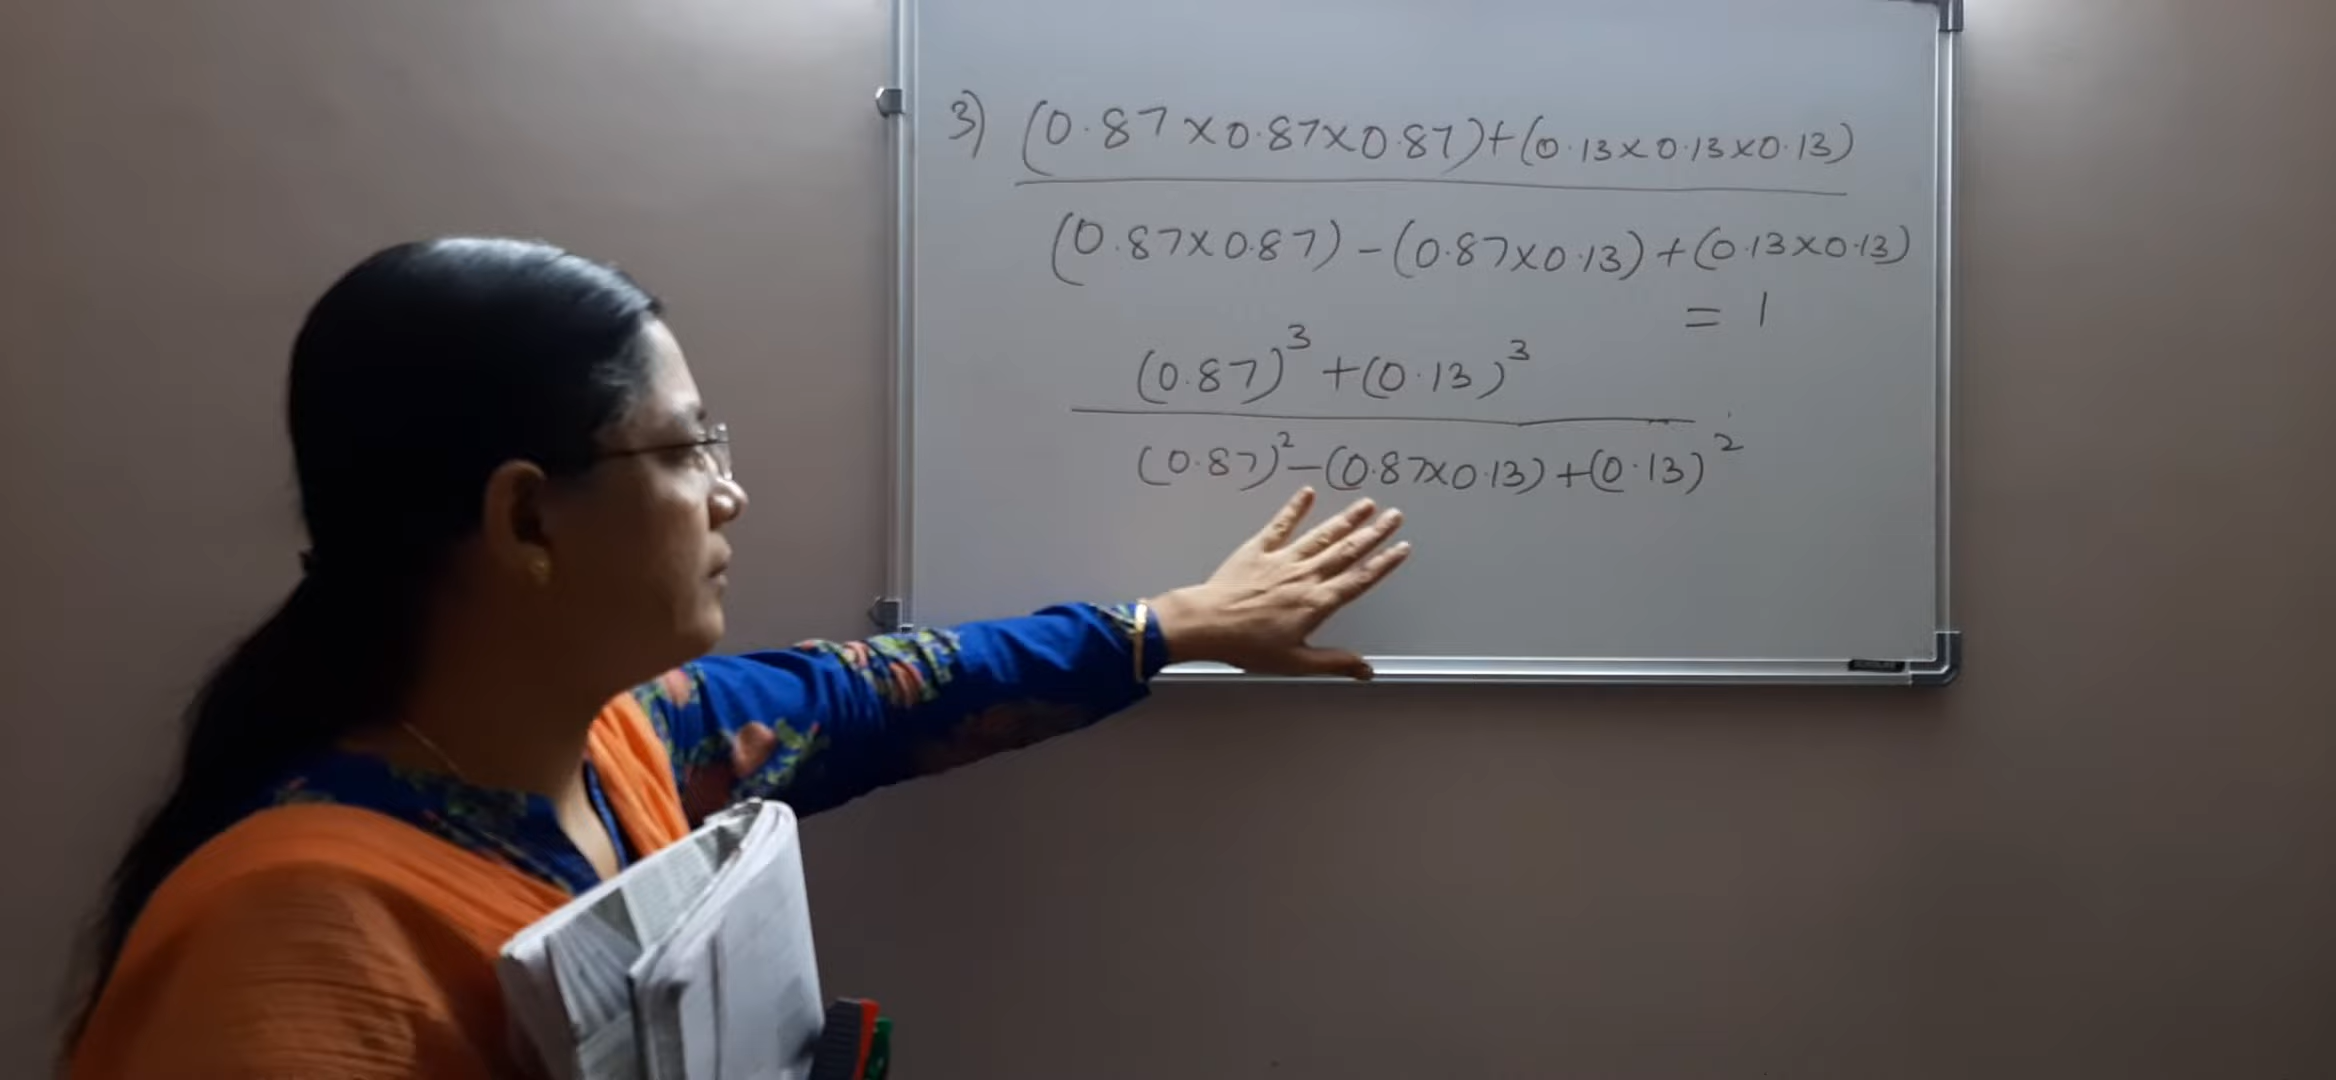 3) (0.87 × 0.87 × 0.87) + (0.13 × 0.13 × 0.13)
(0.87 × 0.87) - (0.87 × 0.13) + (0.13 × 0.13)
= 1
(0.87)³ + (0.13)³
(0.87)² - (0.87 × 0.13) + (0.13)²